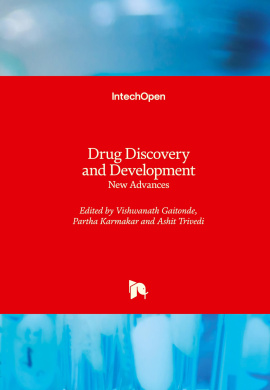 IntechOpen
Drug Discovery
and Development
New Advances
Edited by Vishwanath Gaitonde,
Partha Karmakar and Ashit Trivedi